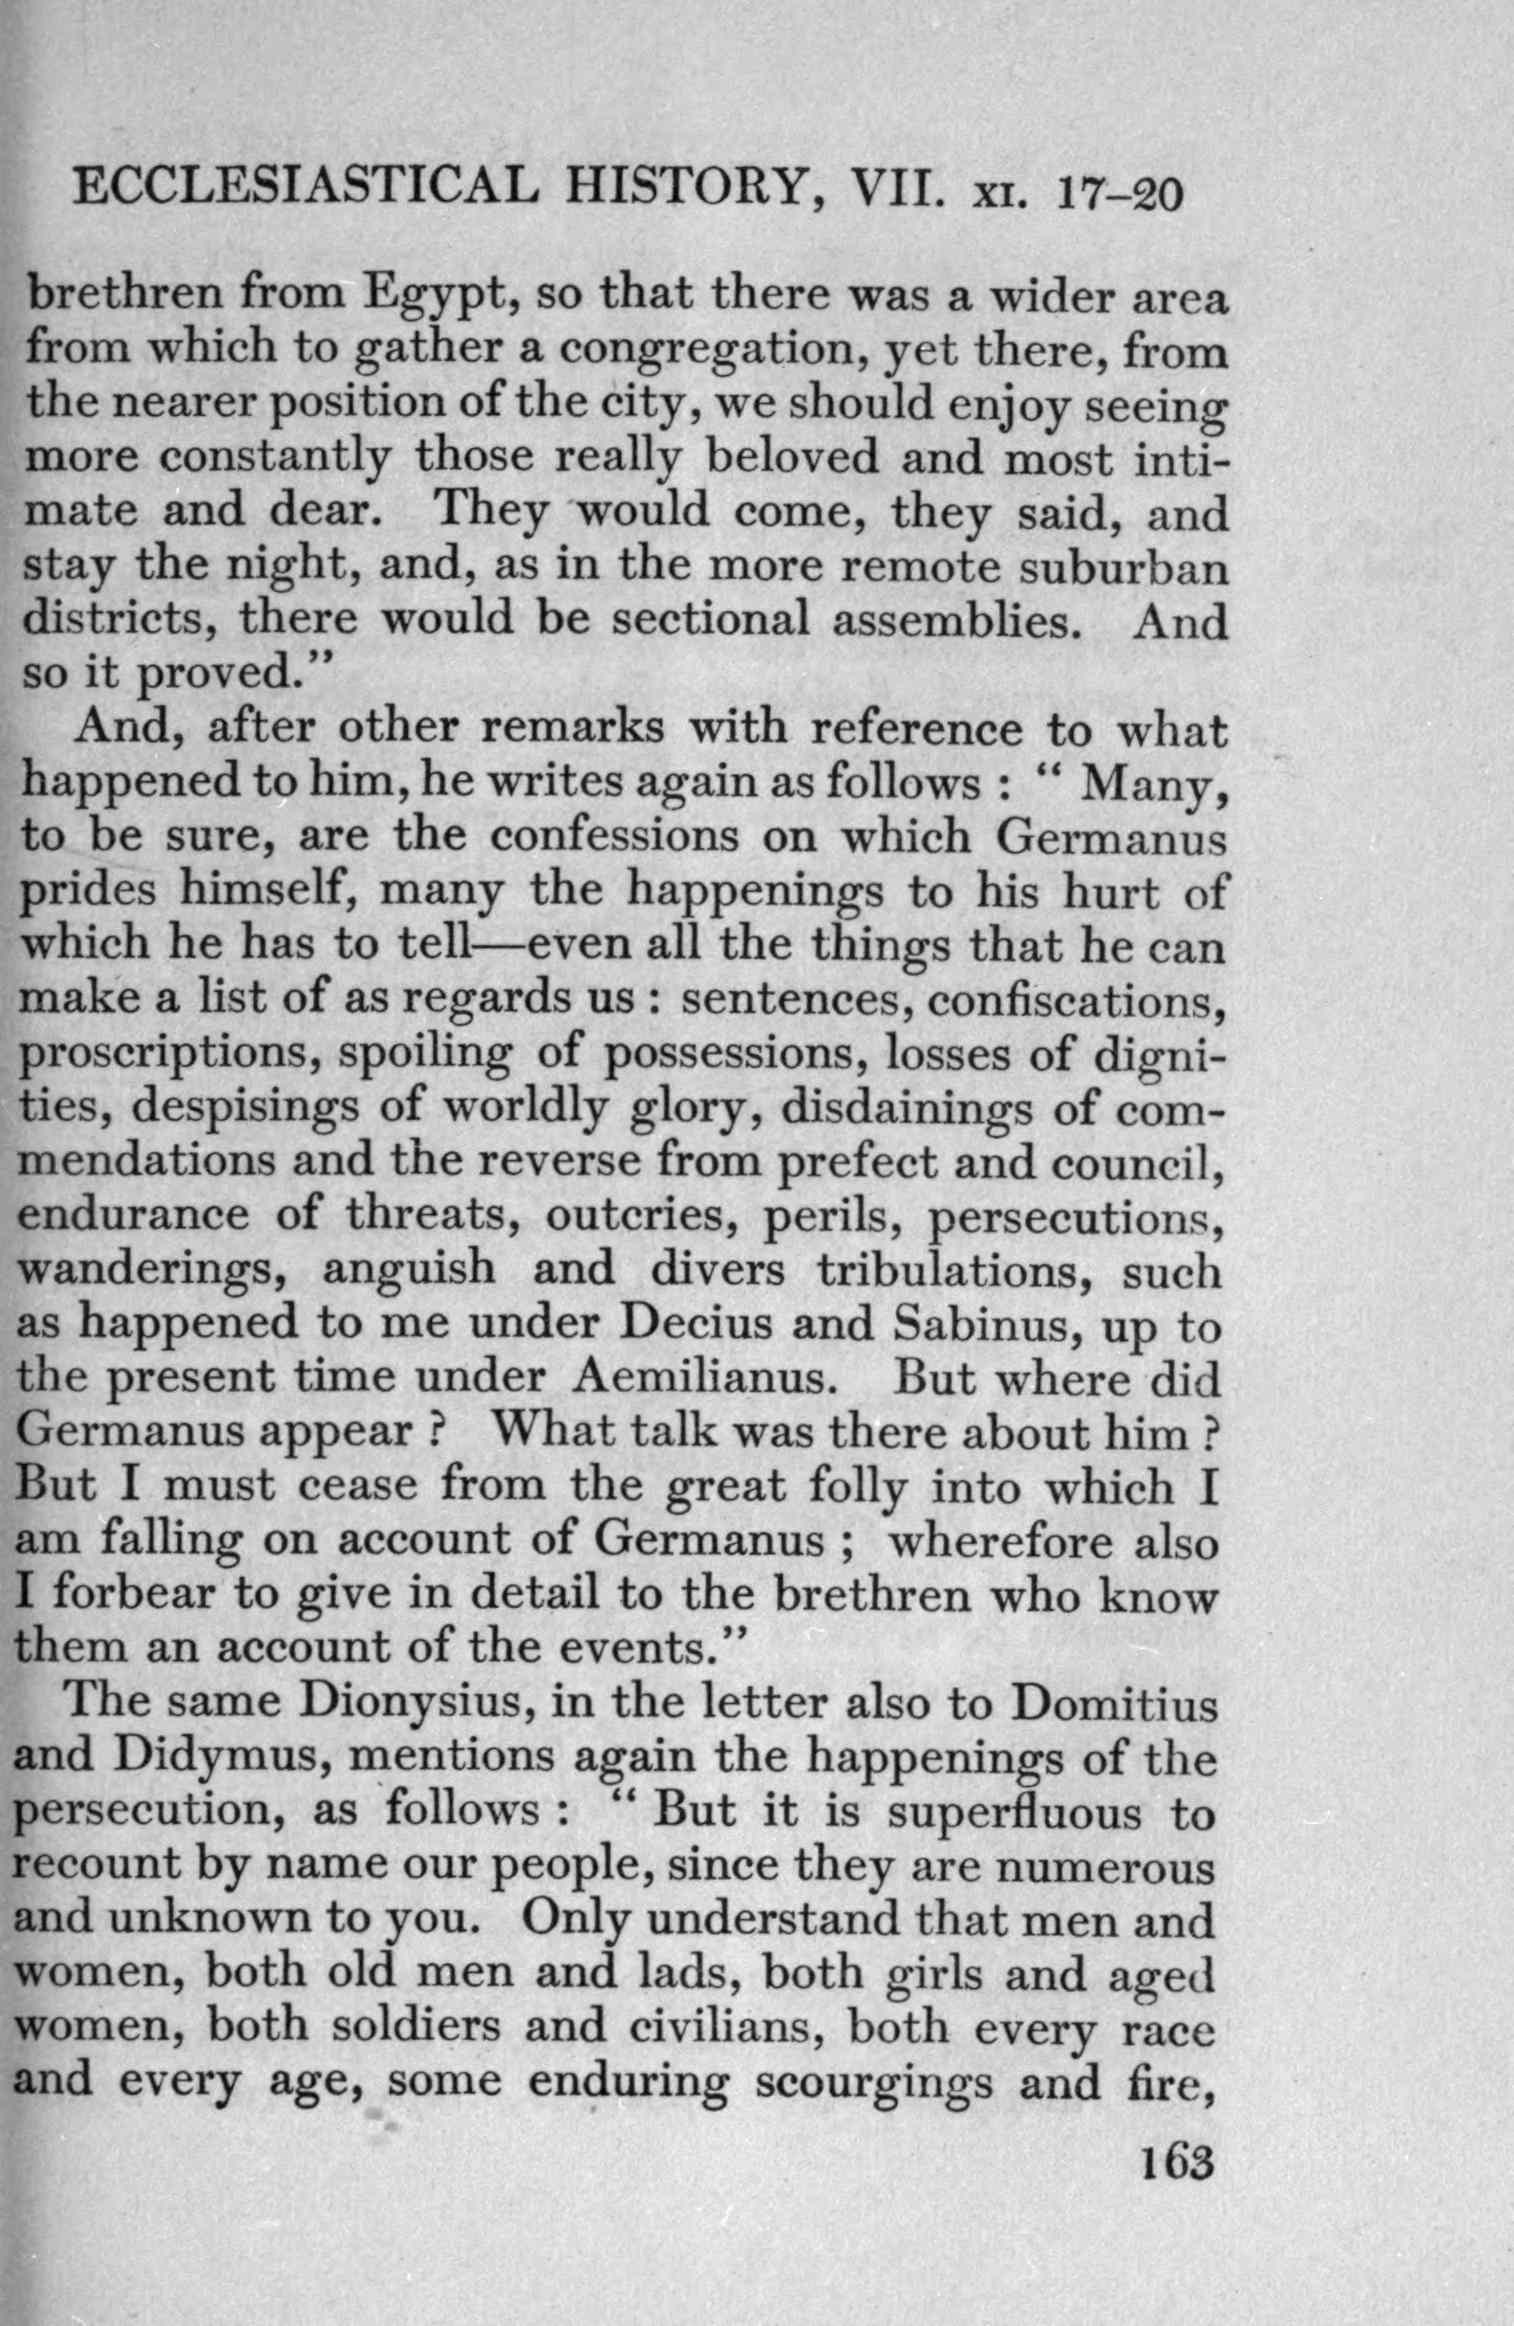 ECCLESIASTICAL HISTORY, VII. XI. 17–20
brethren from Egypt, so that there was a wider area
from which to gather a congregation, yet there, from
the nearer position of the city, we should enjoy seeing
more constantly those really beloved and most inti-
mate and dear. They would come, they said, and
stay the night, and, as in the more remote suburban
districts, there would be sectional assemblies. And
so it proved.”
And, after other remarks with reference to what
happened to him, he writes again as follows : “ Many,
to be sure, are the confessions on which Germanus
prides himself, many the happenings to his hurt of
which he has to tell—even all the things that he can
make a list of as regards us : sentences, confiscations,
proscriptions, spoiling of possessions, losses of digni-
ties, despisings of worldly glory, disdainings of com-
mendations and the reverse from prefect and council,
endurance of threats, outcries, perils, persecutions,
wanderings, anguish and divers tribulations, such
as happened to me under Decius and Sabinus, up to
the present time under Aemilianus. But where did
Germanus appear ? What talk was there about him ?
But I must cease from the great folly into which I
am falling on account of Germanus ; wherefore also
I forbear to give in detail to the brethren who know
them an account of the events.”
The same Dionysius, in the letter also to Domitius
and Didymus, mentions again the happenings of the
persecution, as follows : “ But it is superfluous to
recount by name our people, since they are numerous
and unknown to you. Only understand that men and
women, both old men and lads, both girls and aged
women, both soldiers and civilians, both every race
and every age, some enduring scourgings and fire,
163